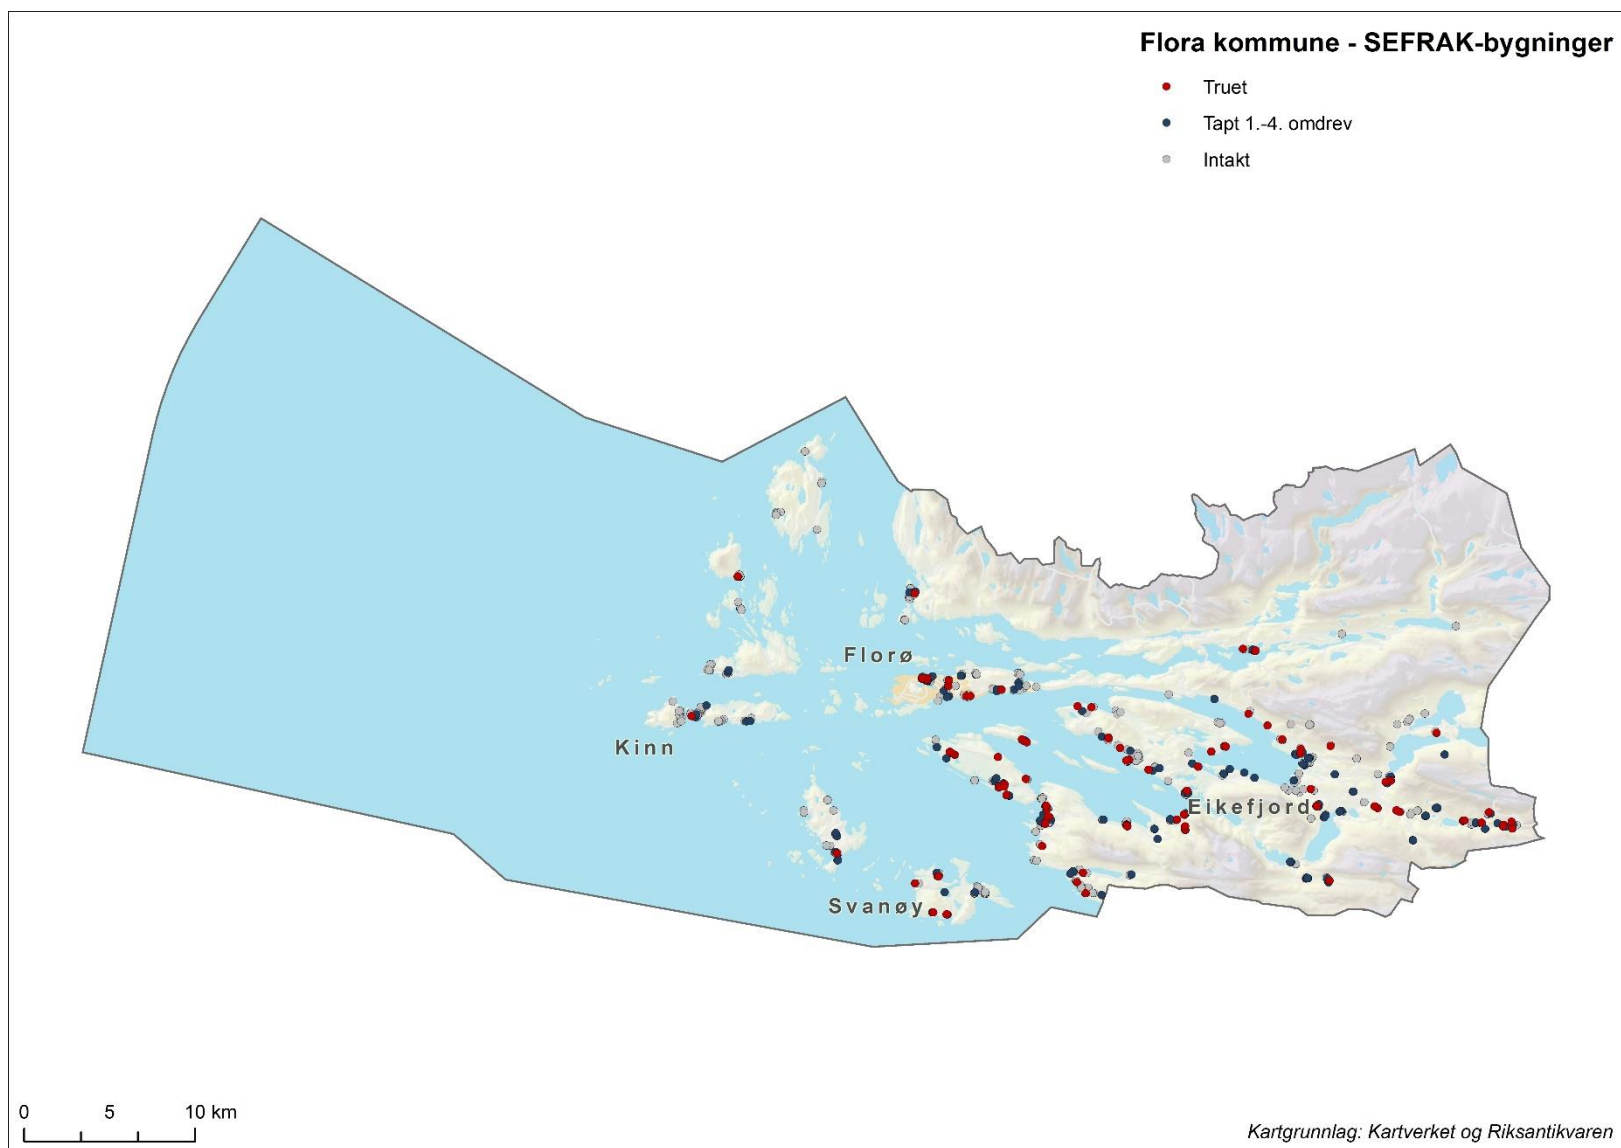 Flora kommune - SEFRAK-bygninger
Truet
Tapt 1.-4. omdrev
Intakt
Florø
Kinn
Eikefjord
Svanøy
0 5 10 km
Kartgrunnlag: Kartverket og Riksantikvaren